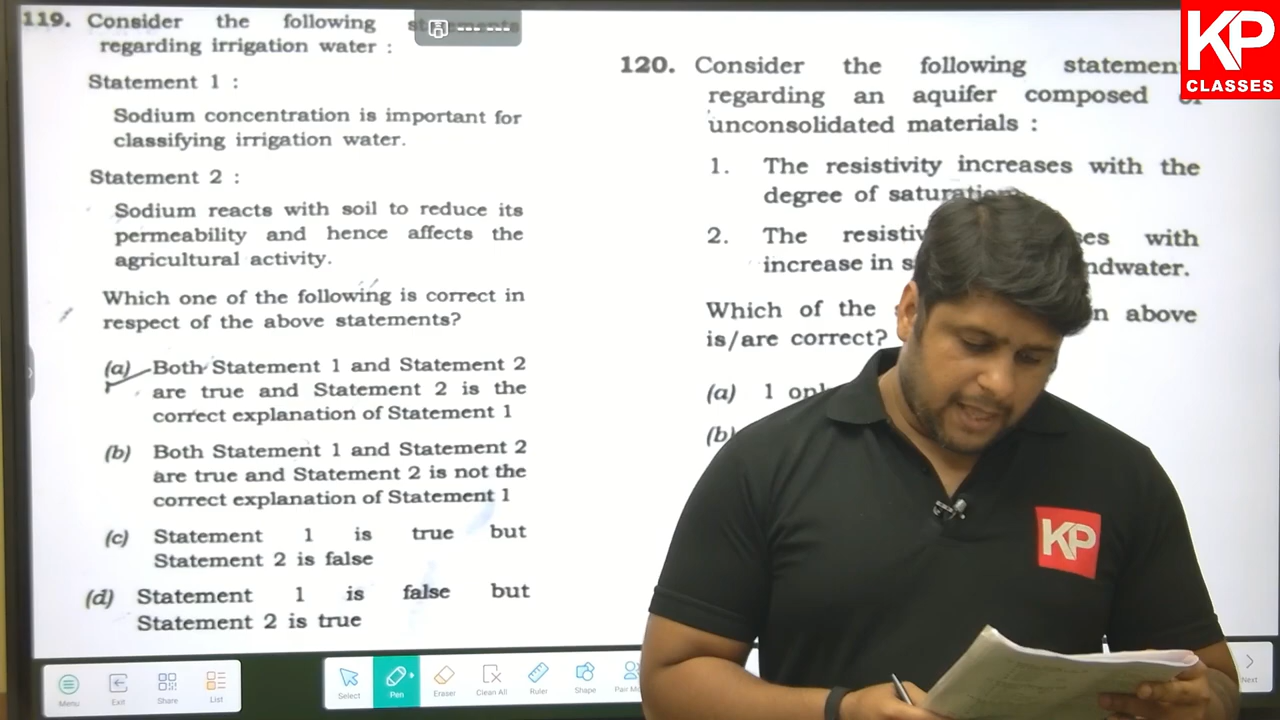 119. Consider the following statements
regarding irrigation water :
Statement 1 :
Sodium concentration is important for
classifying irrigation water.
Statement 2 :
Sodium reacts with soil to reduce its
permeability and hence affects the
agricultural activity.
Which one of the following is correct in
respect of the above statements?
(a) Both Statement 1 and Statement 2
are true and Statement 2 is the
correct explanation of Statement 1
(b) Both Statement 1 and Statement 2
are true and Statement 2 is not the
correct explanation of Statement 1
(c) Statement 1 is true but
Statement 2 is false
(d) Statement 1 is false but
Statement 2 is true
120. Consider the following statement
regarding an aquifer composed of
unconsolidated materials :
1. The resistivity increases with the
degree of saturation
2. The with
increase in
Which of the above
is/are correct?
(a) 1
(b)
KP
CLASSES
KP
Menu
Exit
Share
List
Select
Pen
Eraser
Clean All
Ruler
Shape
Next